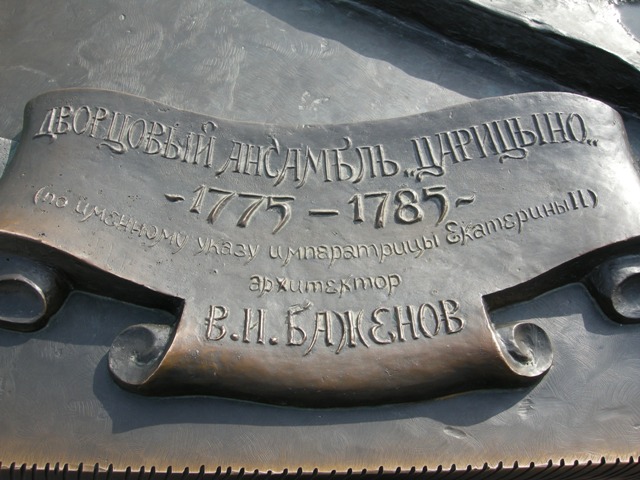 ДВОРЦОВЫЙ АНСАМБЛЬ „ЦАРИЦЫНО„
~1775 – 1785~
(по именному указу императрицы Екатерины II)
архитектор
В.И. БАЖЕНОВ